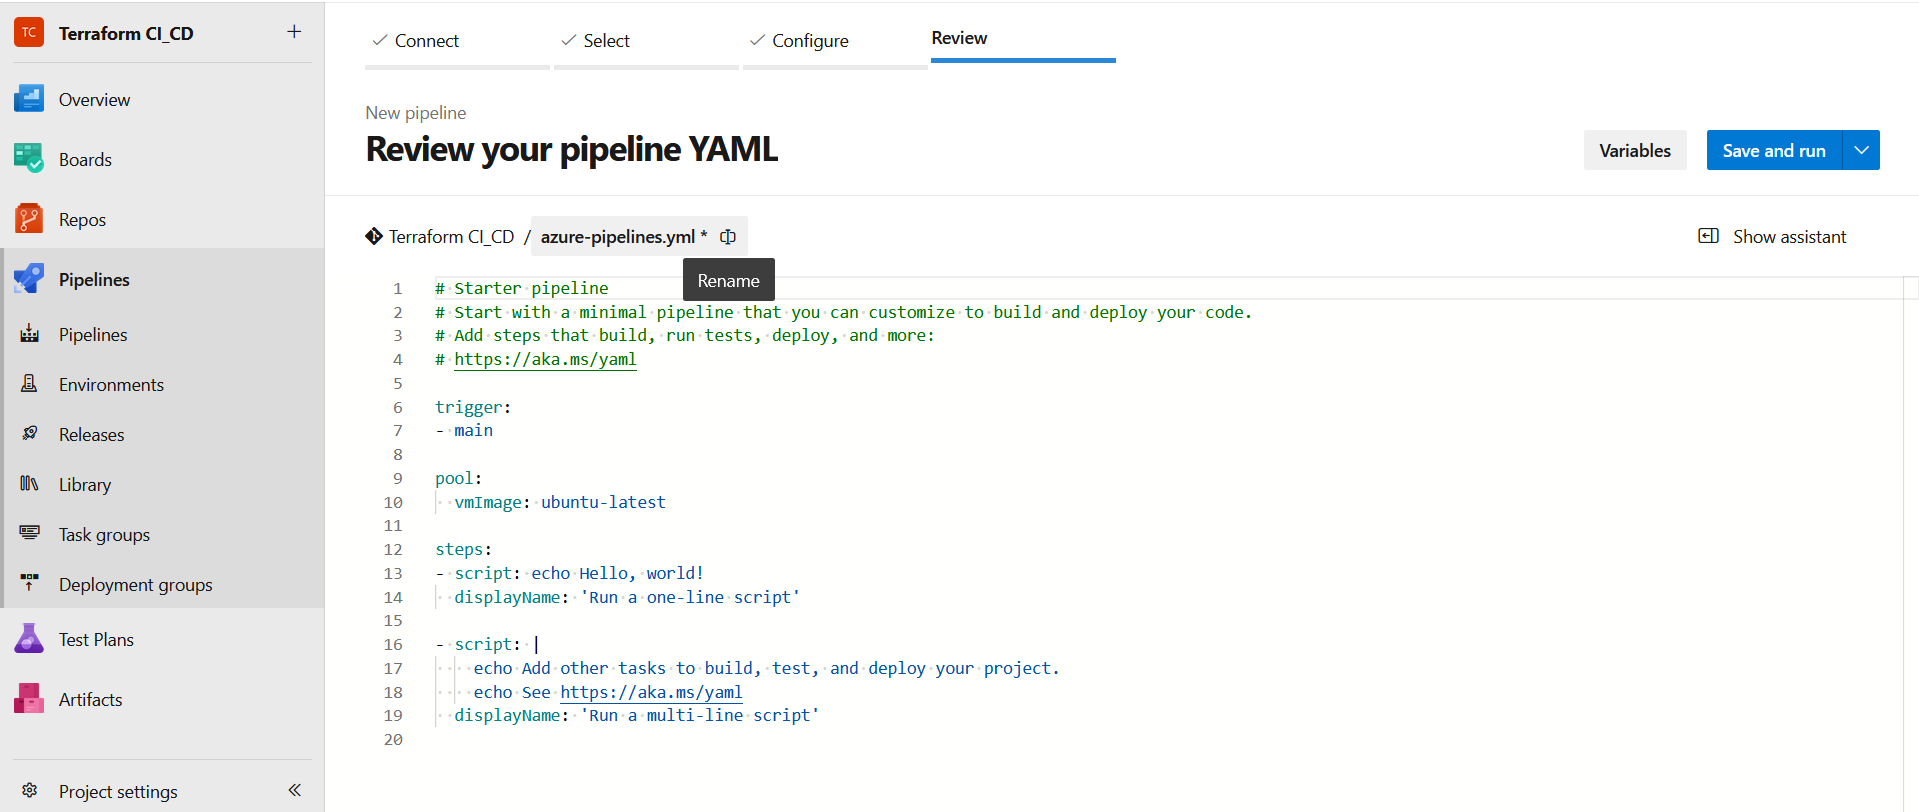 TC Terraform CI_CD +
Overview
Boards
Repos
Pipelines
Pipelines
Environments
Releases
Library
Task groups
Deployment groups
Test Plans
Artifacts
Project settings
Connect
Select
Configure
Review
New pipeline
Review your pipeline YAML
Variables
Save and run
Terraform CI_CD / azure-pipelines.yml *
Show assistant
Rename
1 # Starter pipeline
2 # Start with a minimal pipeline that you can customize to build and deploy your code.
3 # Add steps that build, run tests, deploy, and more:
4 # https://aka.ms/yaml
5
6 trigger:
7 - main
8
9 pool:
10   vmImage: ubuntu-latest
11
12 steps:
13 - script: echo Hello, world!
14   displayName: 'Run a one-line script'
15
16 - script: |
17     echo Add other tasks to build, test, and deploy your project.
18     echo See https://aka.ms/yaml
19   displayName: 'Run a multi-line script'
20